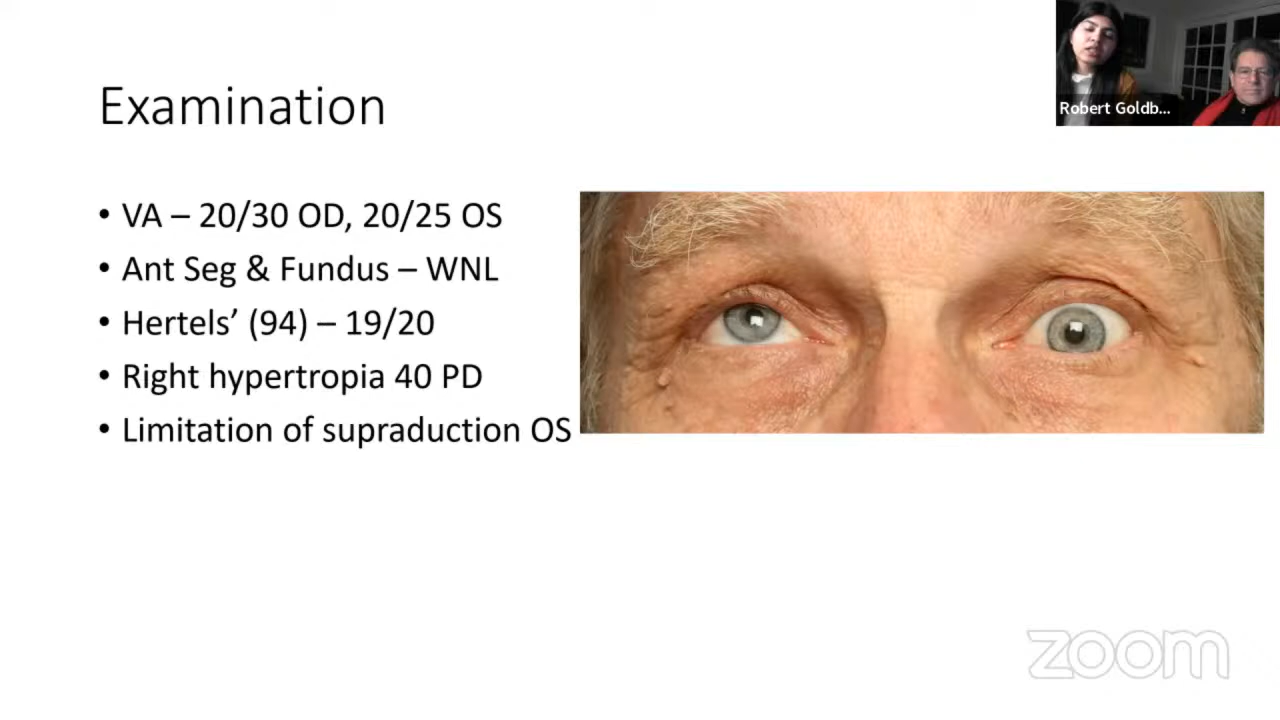 Robert Goldb...
Examination
• VA – 20/30 OD, 20/25 OS
• Ant Seg & Fundus – WNL
• Hertels’ (94) – 19/20
• Right hypertropia 40 PD
• Limitation of supraduction OS
zoom